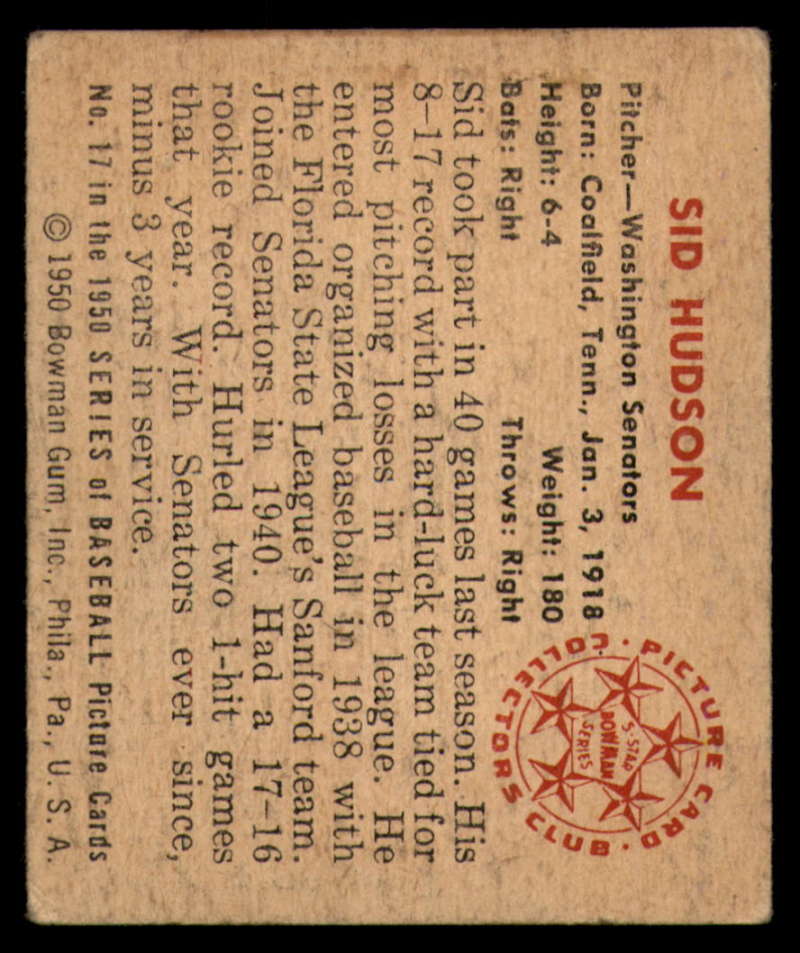 SID HUDSON
Pitcher—Washington Senators
Born: Coalfield, Tenn., Jan. 3, 1918
Height: 6-4 Weight: 180
Bats: Right Throws: Right
Sid took part in 40 games last season. His
8–17 record with a hard-luck team tied for
most pitching losses in the league. He
entered organized baseball in 1938 with
the Florida State League's Sanford team.
Joined Senators in 1940. Had a 17–16
rookie record. Hurled two 1-hit games
that year. With Senators ever since,
minus 3 years in service.
No. 17 in the 1950 SERIES of BASEBALL Picture Cards
© 1950 Bowman Gum, Inc., Phila., Pa., U. S. A.
· PICTURE CARD · COLLECTORS CLUB
5-STAR
BOWMAN
SERIES